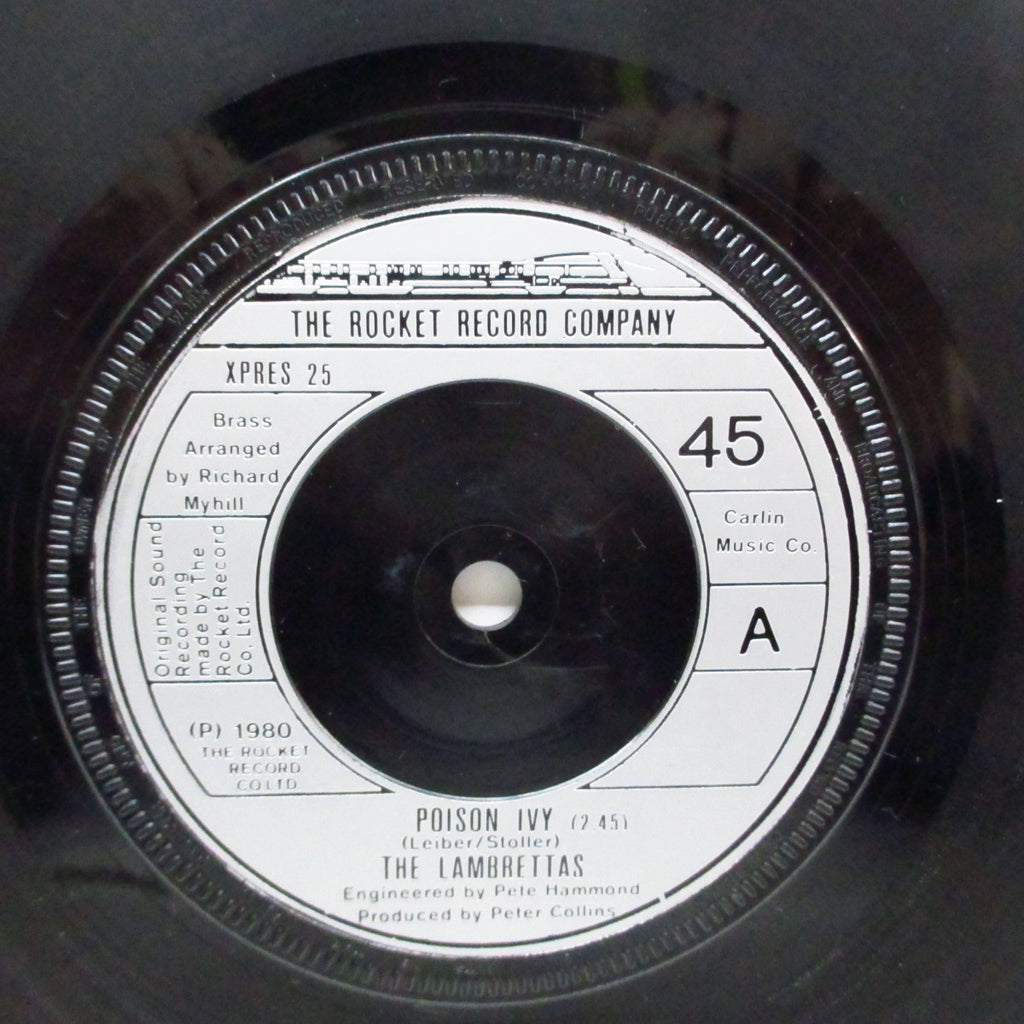 THE ROCKET RECORD COMPANY
XPRES 25
Brass
Arranged
by Richard
Myhill
45
Carlin
Music Co.
Original Sound
Recording
made by The
Rocket Record
Co. Ltd.
A
(P) 1980
THE ROCKET
RECORD
CO LTD
POISON IVY (2.45)
(Leiber/Stoller)
THE LAMBRETTAS
Engineered by Pete Hammond
Produced by Peter Collins